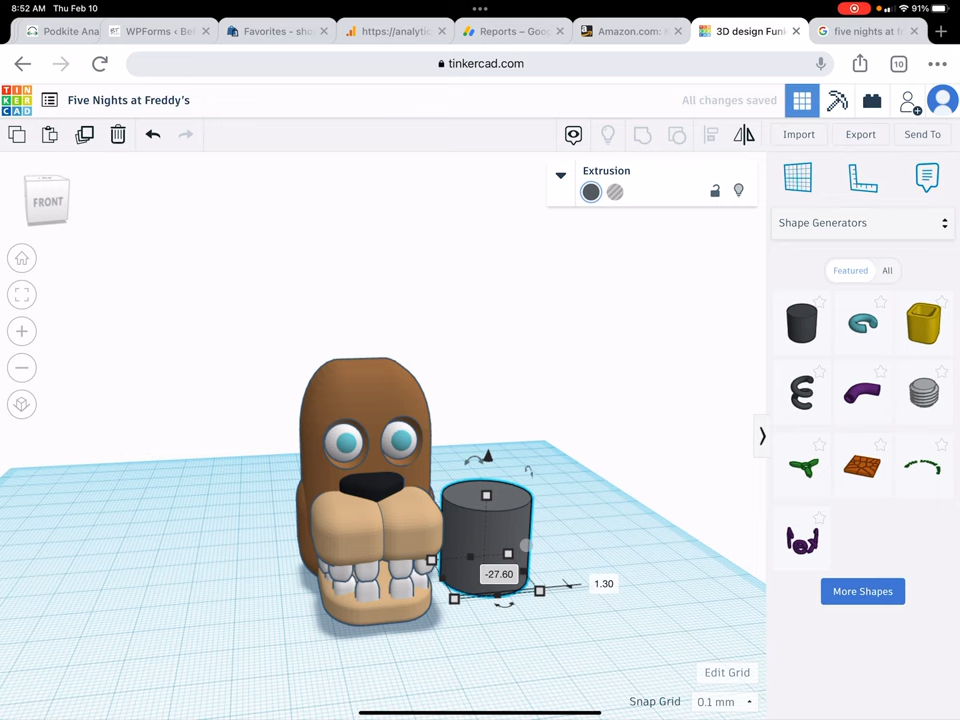 8:52 AM Thu Feb 10
91%
Podkite Ana
WPForms ‹ Be
Favorites - sho
https://analytic
Reports – Goo
Amazon.com:
3D design Fun
five nights at f
tinkercad.com
10
TIN
KER
CAD
Five Nights at Freddy's
All changes saved
Import
Export
Send To
Extrusion
FRONT
Shape Generators
Featured
All
-27.60
1.30
More Shapes
Edit Grid
Snap Grid
0.1 mm